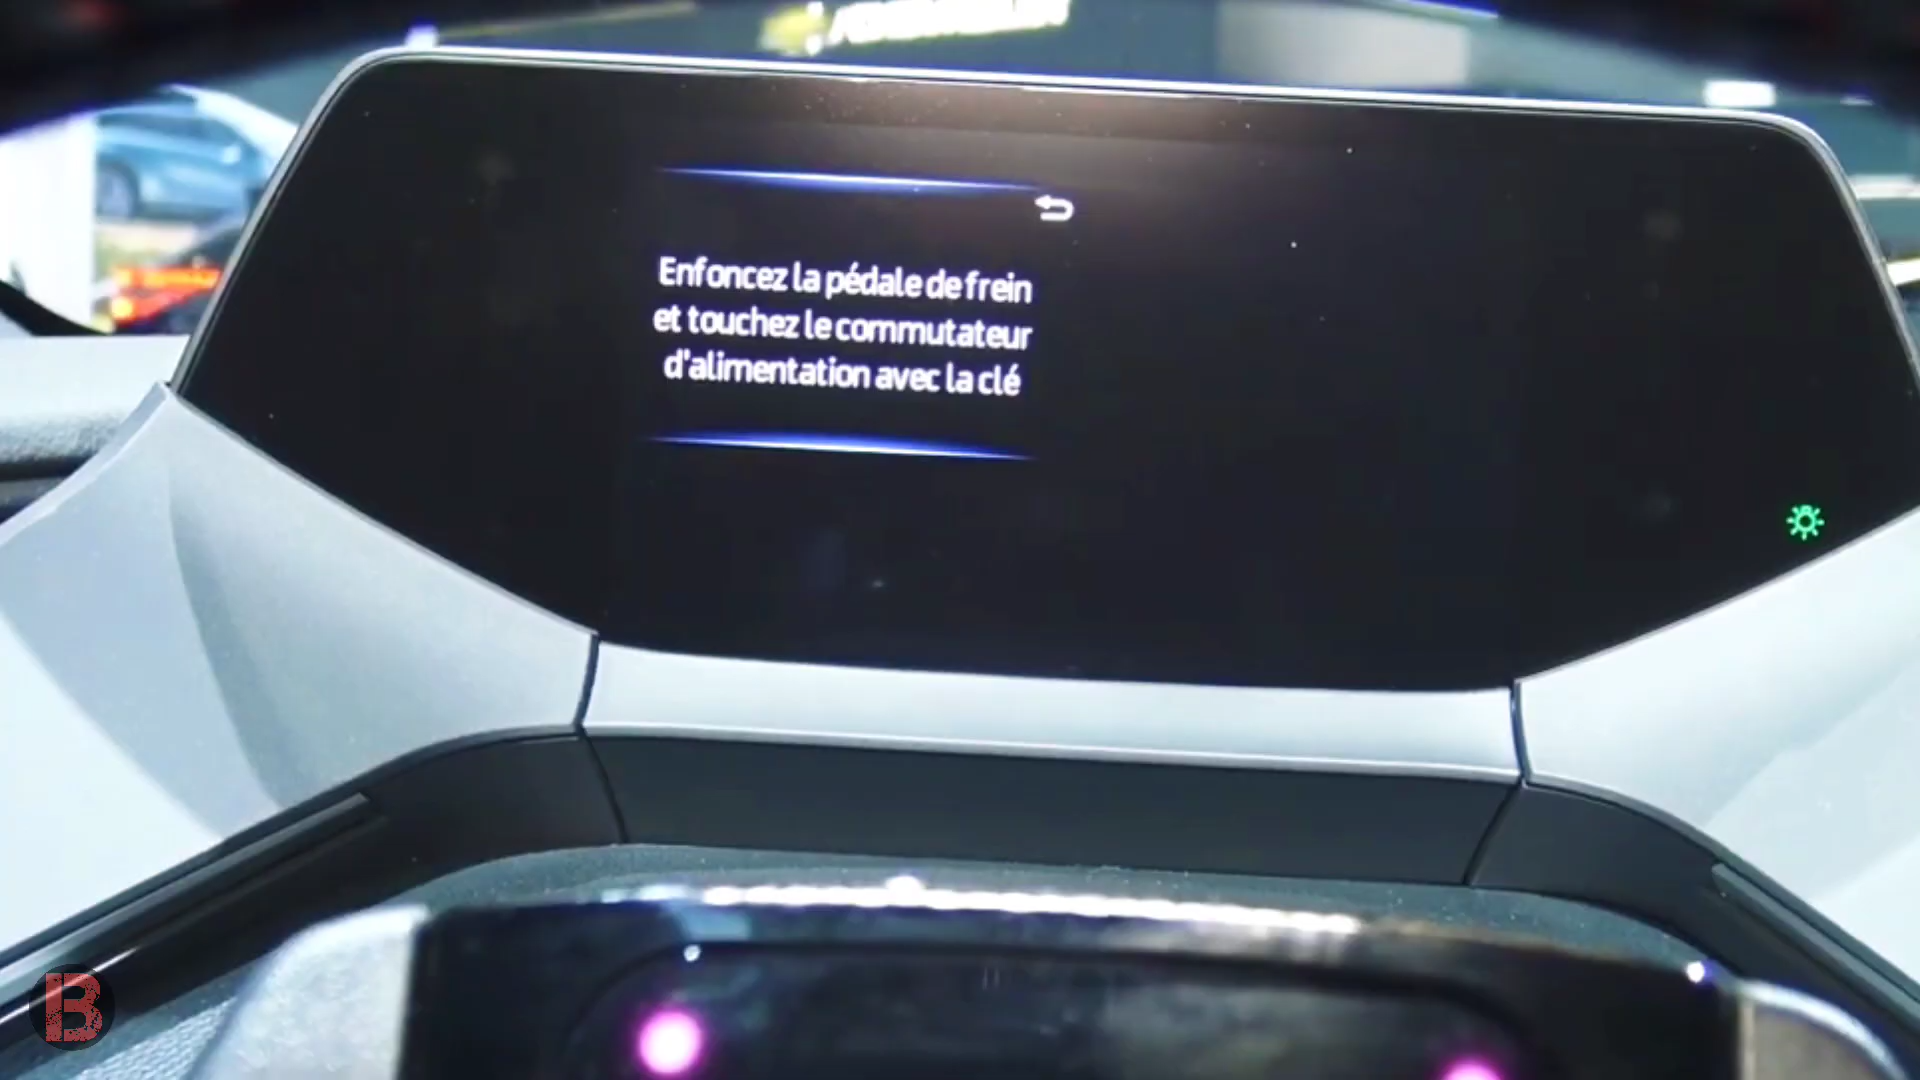 Enfoncez la pédale de frein
et touchez le commutateur
d'alimentation avec la clé
B